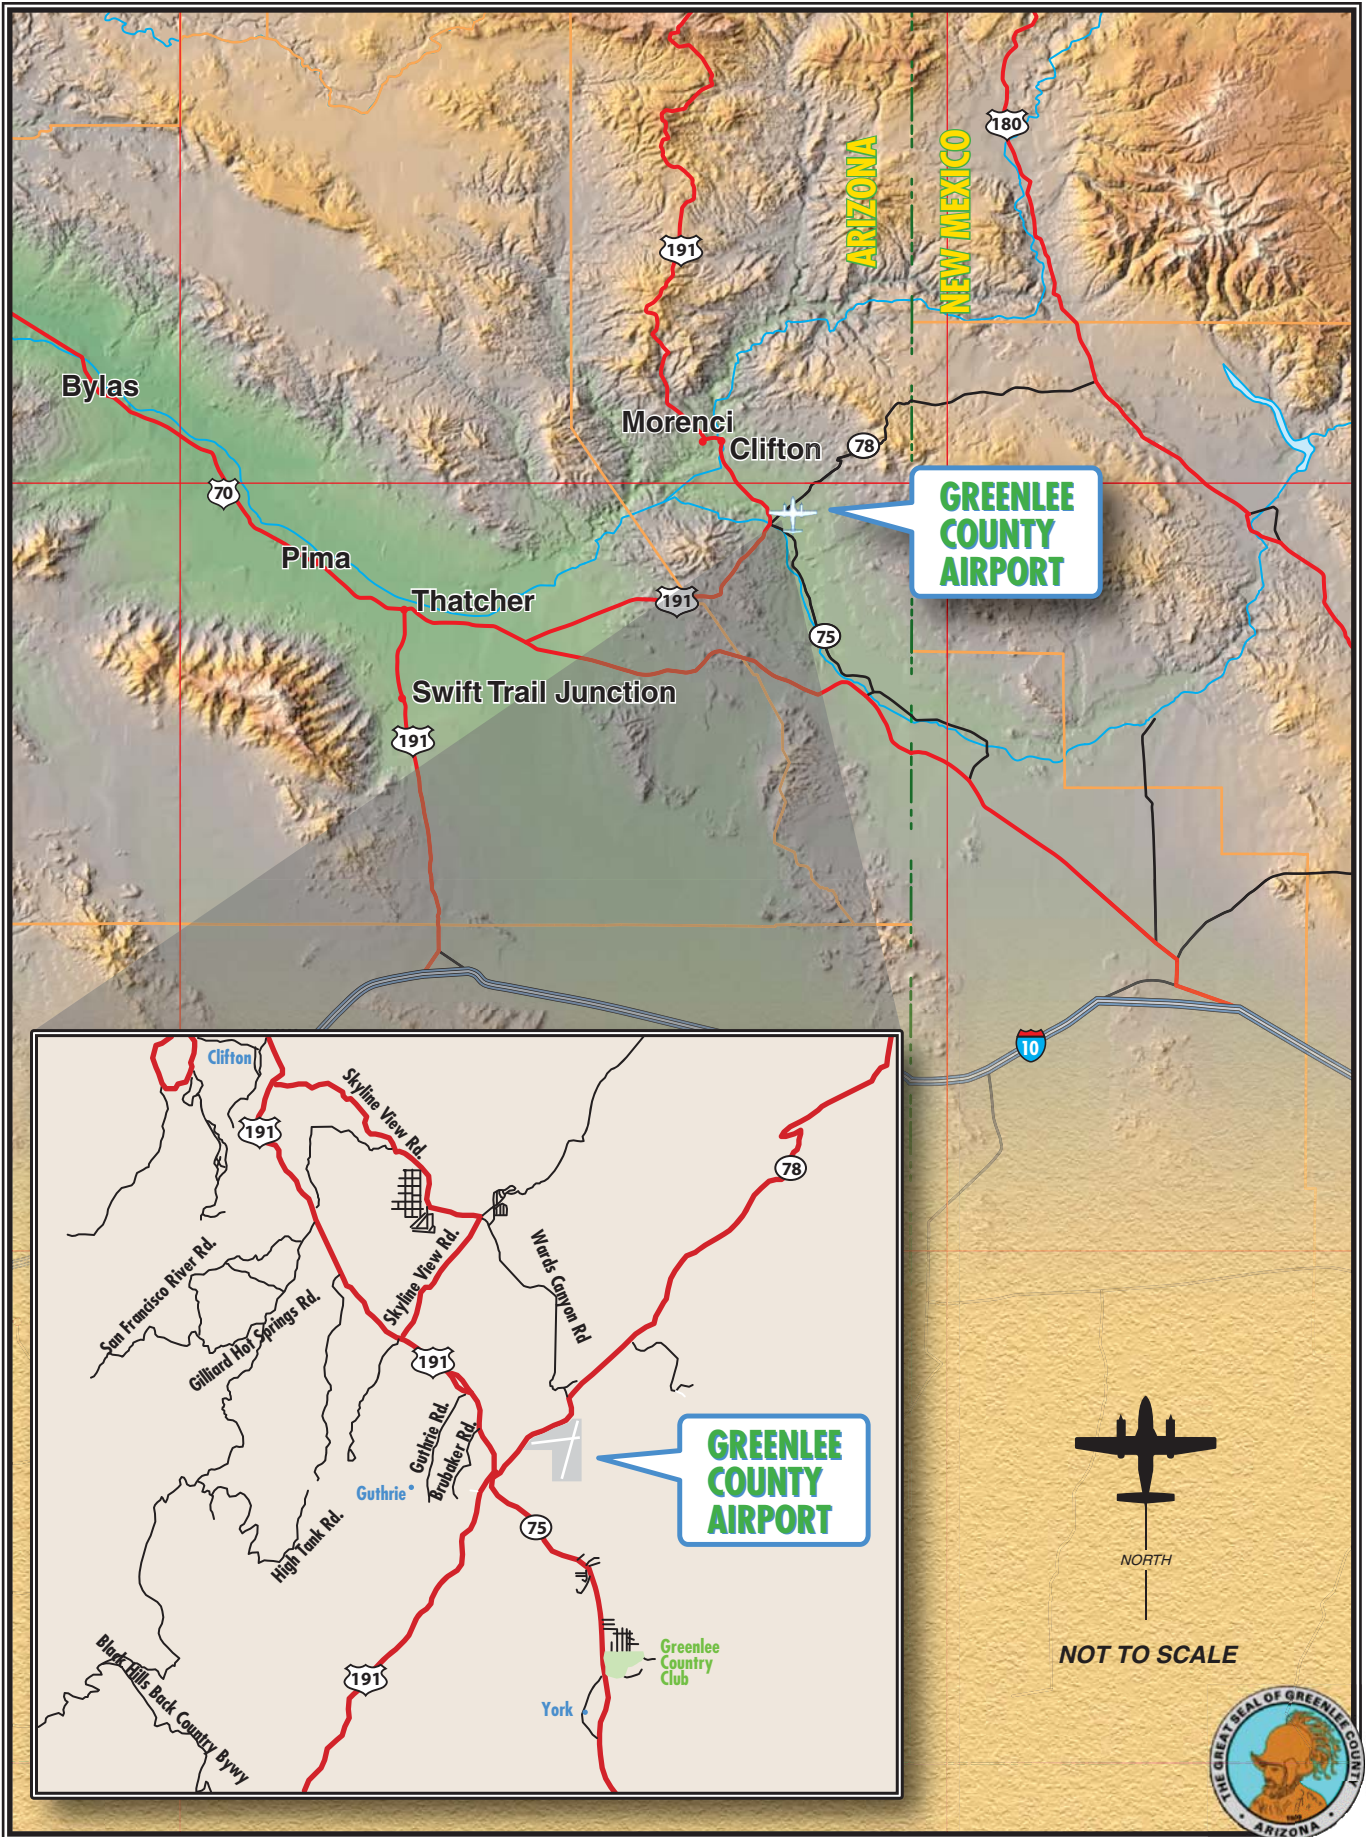 180
ARIZONA
NEW MEXICO
191
Bylas
Morenci
Clifton
78
70
GREENLEE
COUNTY
AIRPORT
Pima
Thatcher
191
75
Swift Trail Junction
191
10
Clifton
Skyline View Rd.
191
78
San Francisco River Rd.
Skyline View Rd.
Wards Canyon Rd
Gilliard Hot Springs Rd.
191
Guthrie Rd.
Brubaker Rd.
GREENLEE
COUNTY
AIRPORT
Guthrie
75
High Tank Rd.
NORTH
Black Hills Back Country Bywy
Greenlee
Country
Club
191
York
NOT TO SCALE
THE GREAT SEAL OF GREENLEE COUNTY
ARIZONA